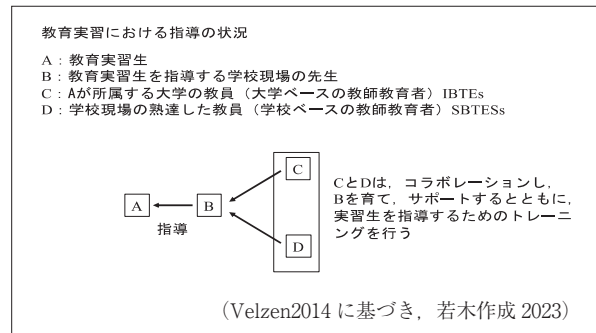 教育実習における指導の状況
A：教育実習生
B：教育実習生を指導する学校現場の先生
C：Aが所属する大学の教員（大学ベースの教師教育者）IBTEs
D：学校現場の熟達した教員（学校ベースの教師教育者）SBTESs
C
A
B
指導
D
CとDは，コラボレーションし，
Bを育て，サポートするとともに，
実習生を指導するためのトレーニ
ングを行う
（Velzen2014 に基づき，若木作成 2023）